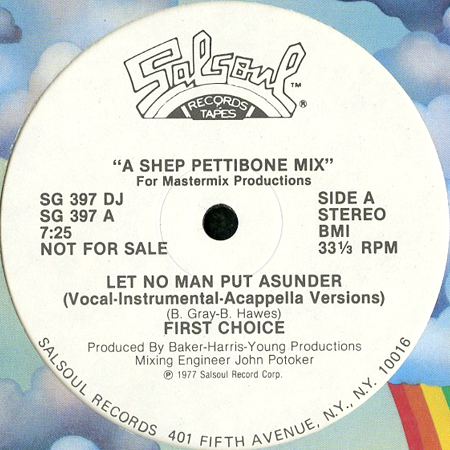 Salsoul™
RECORDS
& TAPES®
"A SHEP PETTIBONE MIX"
For Mastermix Productions
SG 397 DJ
SG 397 A
7:25
NOT FOR SALE
SIDE A
STEREO
BMI
33⅓ RPM
LET NO MAN PUT ASUNDER
(Vocal-Instrumental-Acappella Versions)
(B. Gray-B. Hawes)
FIRST CHOICE
Produced By Baker-Harris-Young Productions
Mixing Engineer John Potoker
℗ 1977 Salsoul Record Corp.
SALSOUL RECORDS 401 FIFTH AVENUE, N.Y., N.Y. 10016